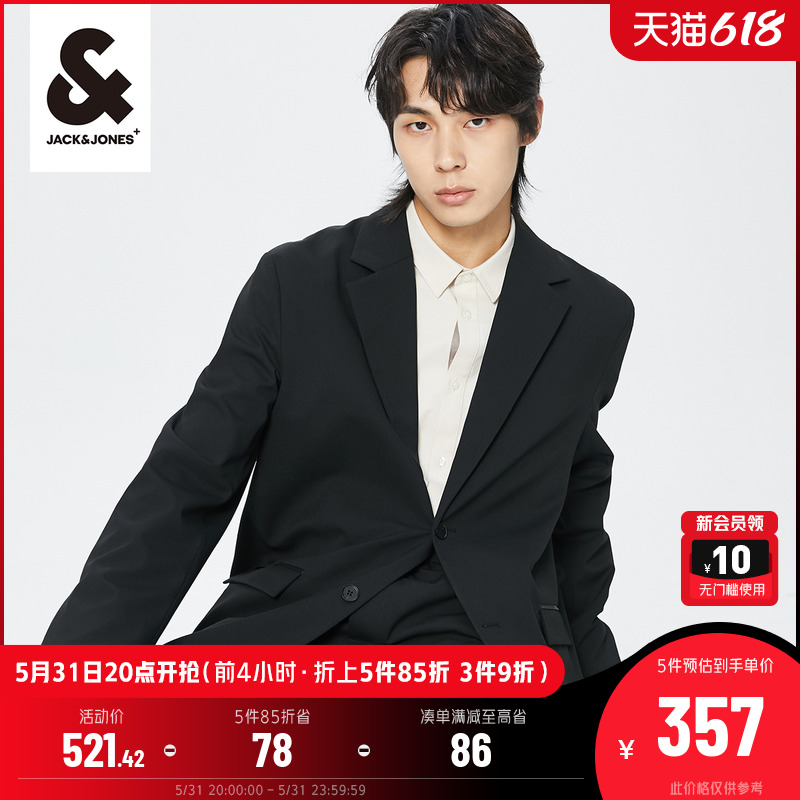 JACK&JONES+
天猫618
新会员领
¥10
无门槛使用
5月31日20点开抢(前4小时·折上5件85折 3件9折)
活动价
521.42
-
5件85折省
78
-
凑单满减至高省
86
5件预估到手单价
¥357
5/31 20:00:00 - 5/31 23:59:59
此价格仅供参考